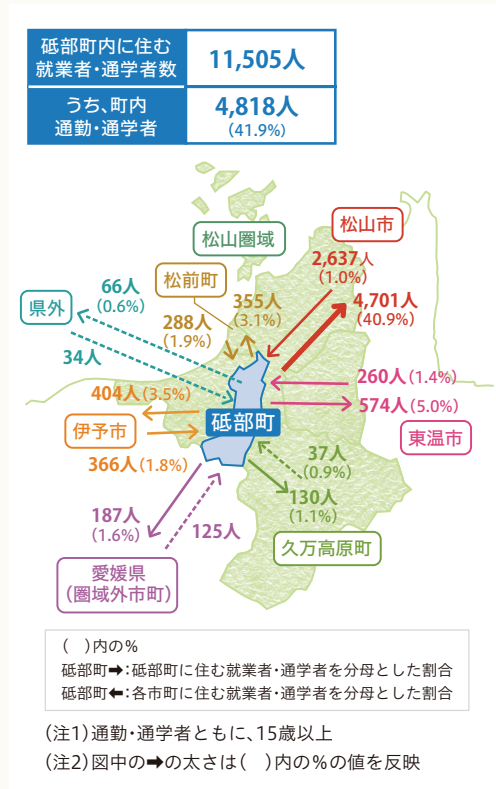 砥部町内に住む
就業者・通学者数
11,505人
うち、町内
通勤・通学者
4,818人
(41.9%)
松山圏域
松山市
2,637人
(1.0%)
4,701人
(40.9%)
松前町
355人
(3.1%)
288人
(1.9%)
66人
(0.6%)
県外
34人
404人(3.5%)
伊予市
366人(1.8%)
砥部町
260人(1.4%)
574人(5.0%)
東温市
37人
(0.9%)
130人
(1.1%)
久万高原町
187人
(1.6%)
125人
愛媛県
(圏域外市町)
( )内の%
砥部町➡:砥部町に住む就業者・通学者を分母とした割合
砥部町⬅:各市町に住む就業者・通学者を分母とした割合
(注1)通勤・通学者ともに、15歳以上
(注2)図中の➡の太さは( )内の%の値を反映